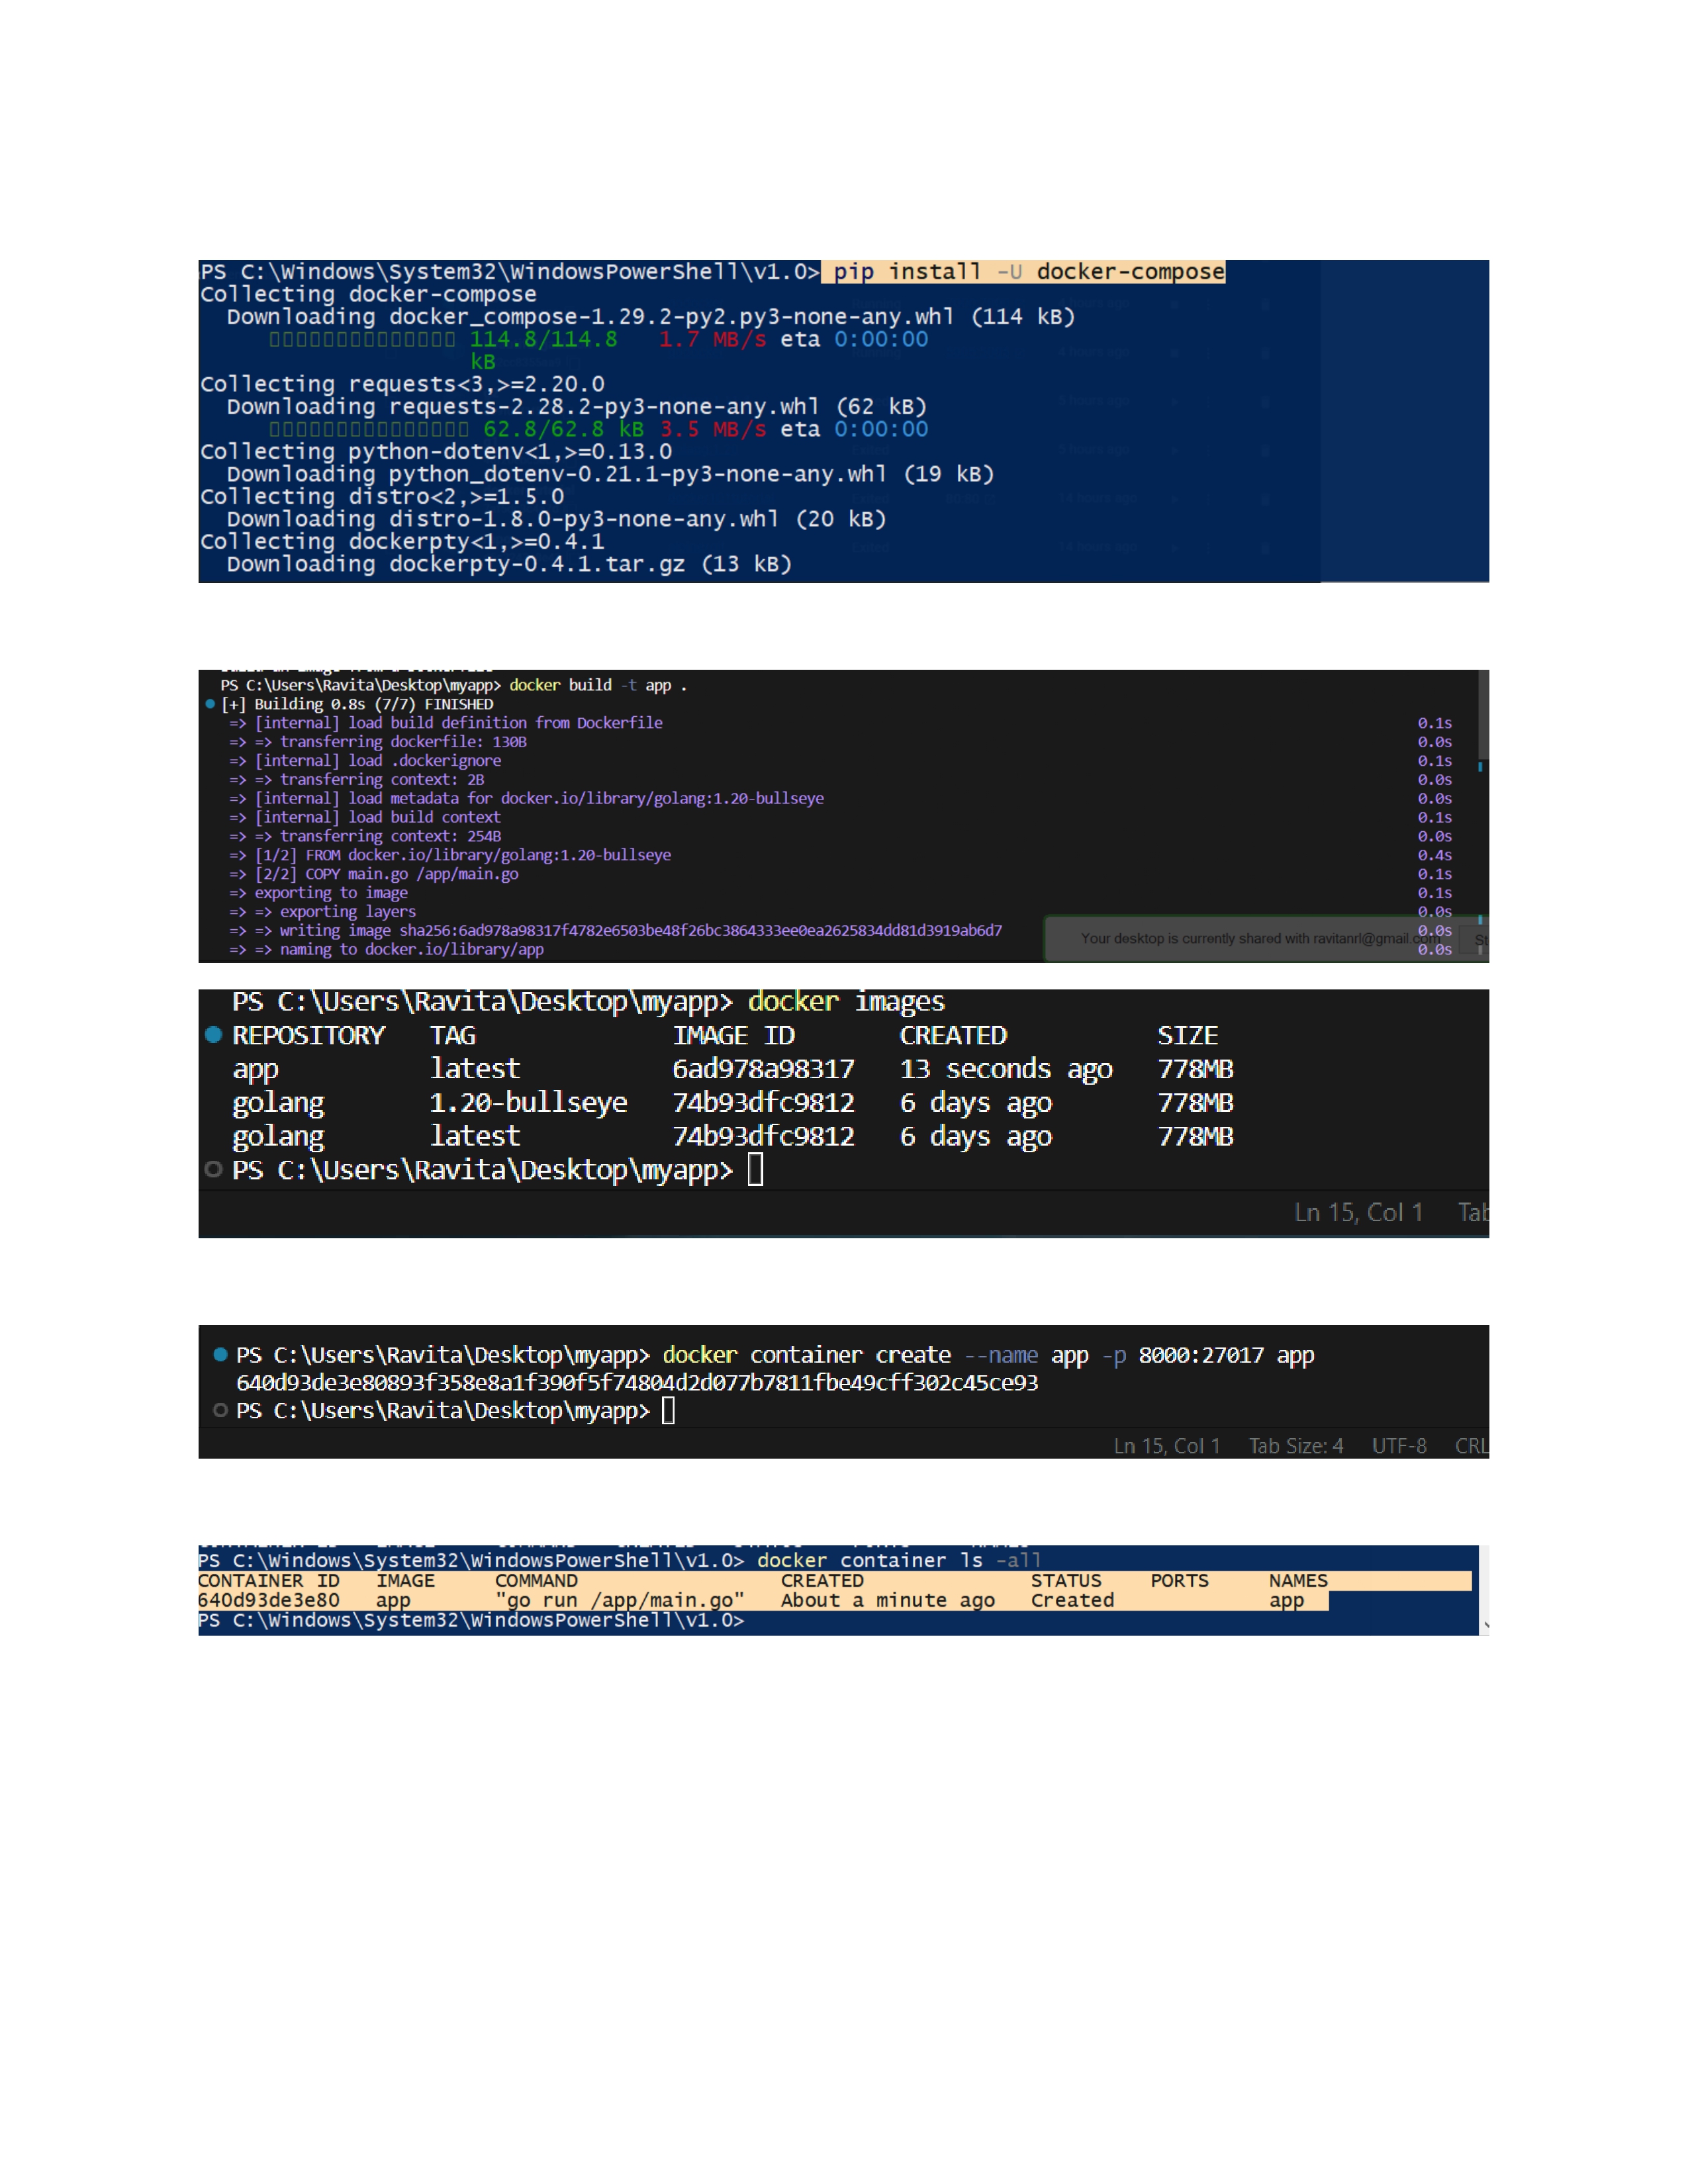 PS C:\Windows\System32\WindowsPowerShell\v1.0> pip install -U docker-compose
Collecting docker-compose
Downloading docker_compose-1.29.2-py2.py3-none-any.whl (114 kB)
114.8/114.8 1.7 MB/s eta 0:00:00
kB
Collecting requests<3,>=2.20.0
Downloading requests-2.28.2-py3-none-any.whl (62 kB)
62.8/62.8 kB 3.5 MB/s eta 0:00:00
Collecting python-dotenv<1,>=0.13.0
Downloading python_dotenv-0.21.1-py3-none-any.whl (19 kB)
Collecting distro<2,>=1.5.0
Downloading distro-1.8.0-py3-none-any.whl (20 kB)
Collecting dockerpty<1,>=0.4.1
Downloading dockerpty-0.4.1.tar.gz (13 kB)
PS C:\Users\Ravita\Desktop\myapp> docker build -t app .
[+] Building 0.8s (7/7) FINISHED
=> [internal] load build definition from Dockerfile 0.1s
=> => transferring dockerfile: 130B 0.0s
=> [internal] load .dockerignore 0.1s
=> => transferring context: 2B 0.0s
=> [internal] load metadata for docker.io/library/golang:1.20-bullseye 0.0s
=> [internal] load build context 0.1s
=> => transferring context: 254B 0.0s
=> [1/2] FROM docker.io/library/golang:1.20-bullseye 0.4s
=> [2/2] COPY main.go /app/main.go 0.1s
=> exporting to image 0.1s
=> => exporting layers 0.0s
=> => writing image sha256:6ad978a98317f4782e6503be48f26bc3864333ee0ea2625834dd81d3919ab6d7 0.0s
Your desktop is currently shared with ravitanrl@gmail.com St
=> => naming to docker.io/library/app 0.0s
PS C:\Users\Ravita\Desktop\myapp> docker images
REPOSITORY TAG IMAGE ID CREATED SIZE
app latest 6ad978a98317 13 seconds ago 778MB
golang 1.20-bullseye 74b93dfc9812 6 days ago 778MB
golang latest 74b93dfc9812 6 days ago 778MB
PS C:\Users\Ravita\Desktop\myapp>
Ln 15, Col 1 Tab
PS C:\Users\Ravita\Desktop\myapp> docker container create --name app -p 8000:27017 app
640d93de3e80893f358e8a1f390f5f74804d2d077b7811fbe49cff302c45ce93
PS C:\Users\Ravita\Desktop\myapp>
Ln 15, Col 1 Tab Size: 4 UTF-8 CRL
PS C:\Windows\System32\WindowsPowerShell\v1.0> docker container ls -all
CONTAINER ID IMAGE COMMAND CREATED STATUS PORTS NAMES
640d93de3e80 app "go run /app/main.go" About a minute ago Created app
PS C:\Windows\System32\WindowsPowerShell\v1.0>